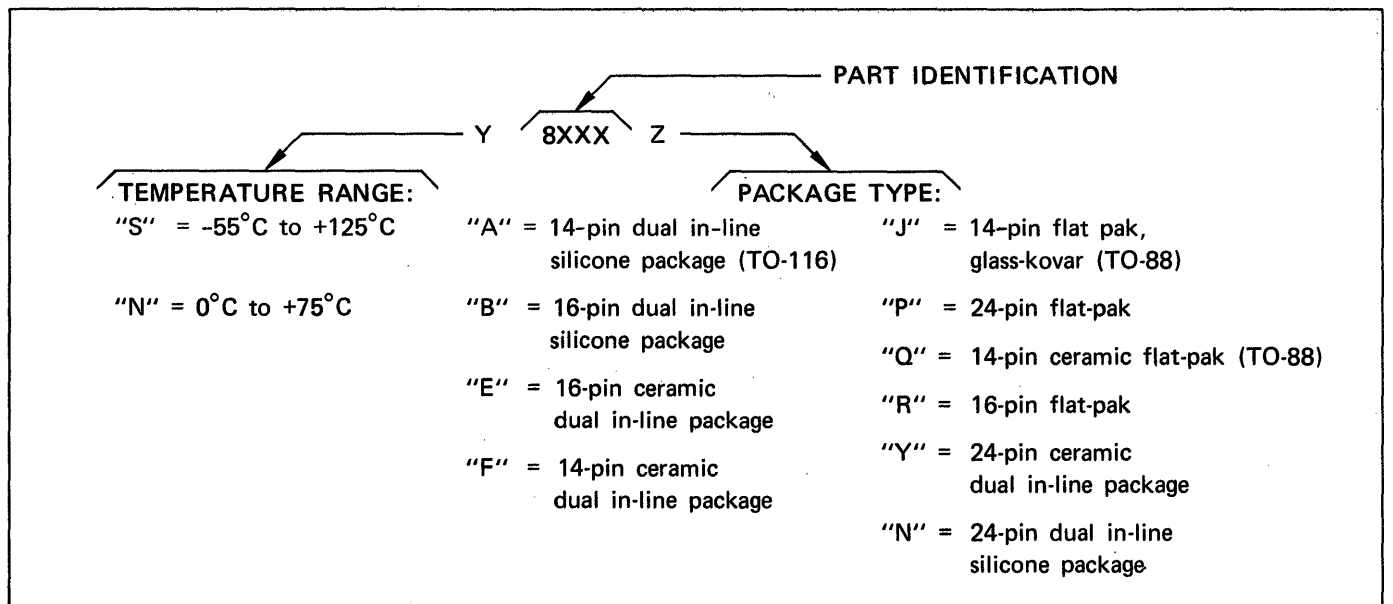 PART IDENTIFICATION
Y 8XXX Z
TEMPERATURE RANGE:
"S" = -55°C to +125°C
"N" = 0°C to +75°C
PACKAGE TYPE:
"A" = 14-pin dual in-line
silicone package (TO-116)
"B" = 16-pin dual in-line
silicone package
"E" = 16-pin ceramic
dual in-line package
"F" = 14-pin ceramic
dual in-line package
"J" = 14-pin flat pak,
glass-kovar (TO-88)
"P" = 24-pin flat-pak
"Q" = 14-pin ceramic flat-pak (TO-88)
"R" = 16-pin flat-pak
"Y" = 24-pin ceramic
dual in-line package
"N" = 24-pin dual in-line
silicone package